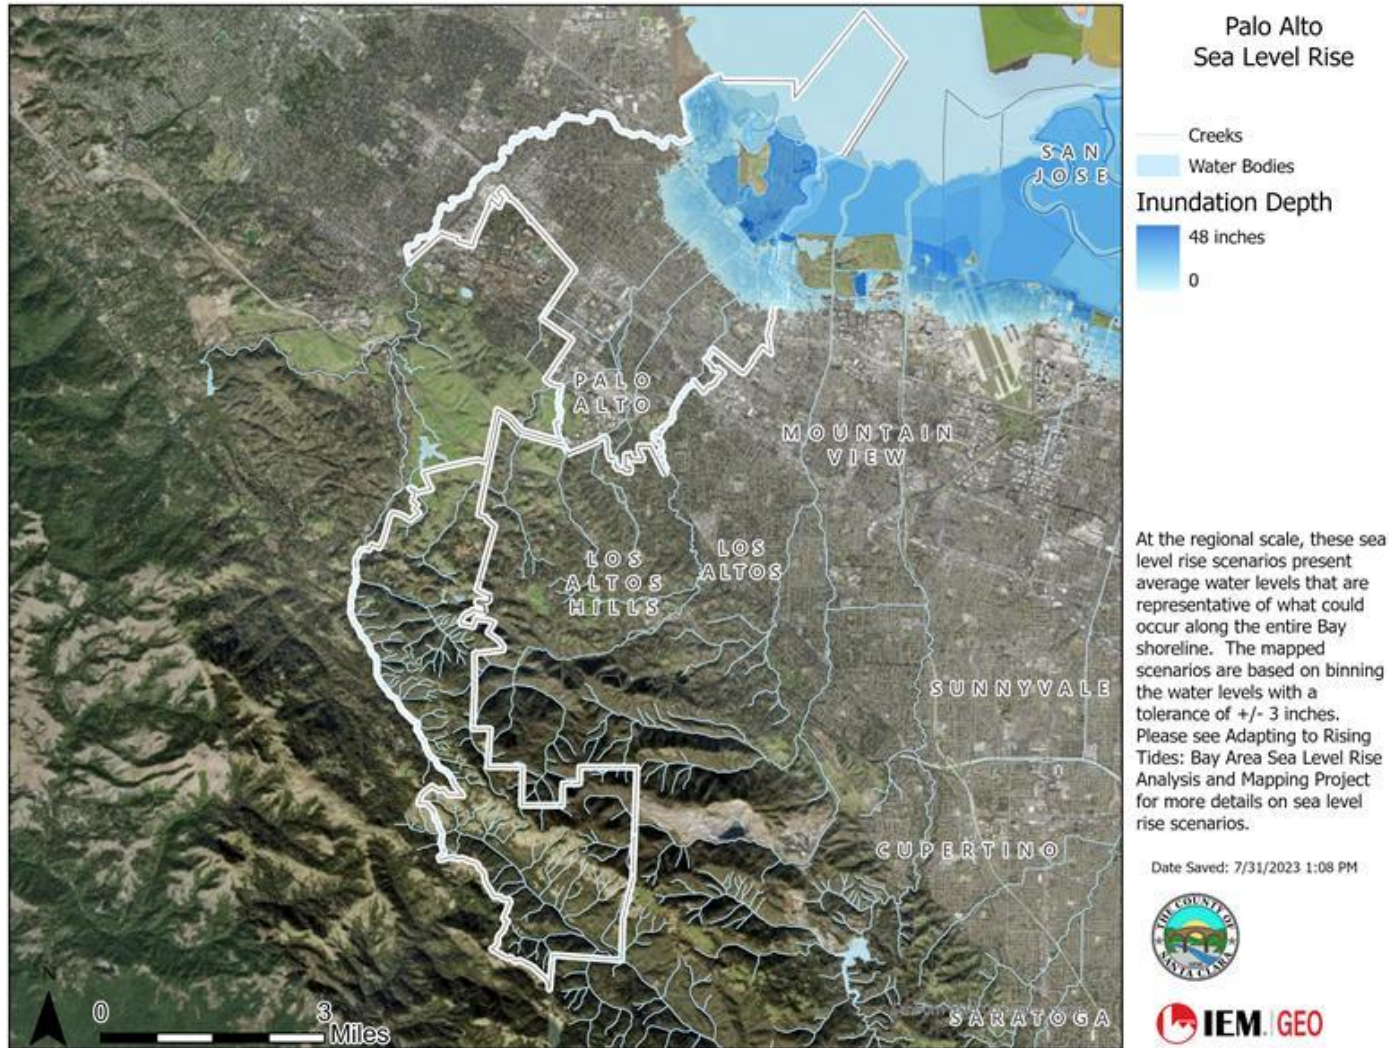 Palo Alto
Sea Level Rise
Creeks
Water Bodies
Inundation Depth
48 inches
0
SAN
JOSE
PALO
ALTO
MOUNTAIN
VIEW
LOS
ALTOS
HILLS
LOS
ALTOS
SUNNYVALE
CUPERTINO
SARATOGA
N
0 3
Miles
At the regional scale, these sea
level rise scenarios present
average water levels that are
representative of what could
occur along the entire Bay
shoreline. The mapped
scenarios are based on binning
the water levels with a
tolerance of +/- 3 inches.
Please see Adapting to Rising
Tides: Bay Area Sea Level Rise
Analysis and Mapping Project
for more details on sea level
rise scenarios.
Date Saved: 7/31/2023 1:08 PM
THE COUNTY OF
SANTA CLARA
IEM GEO